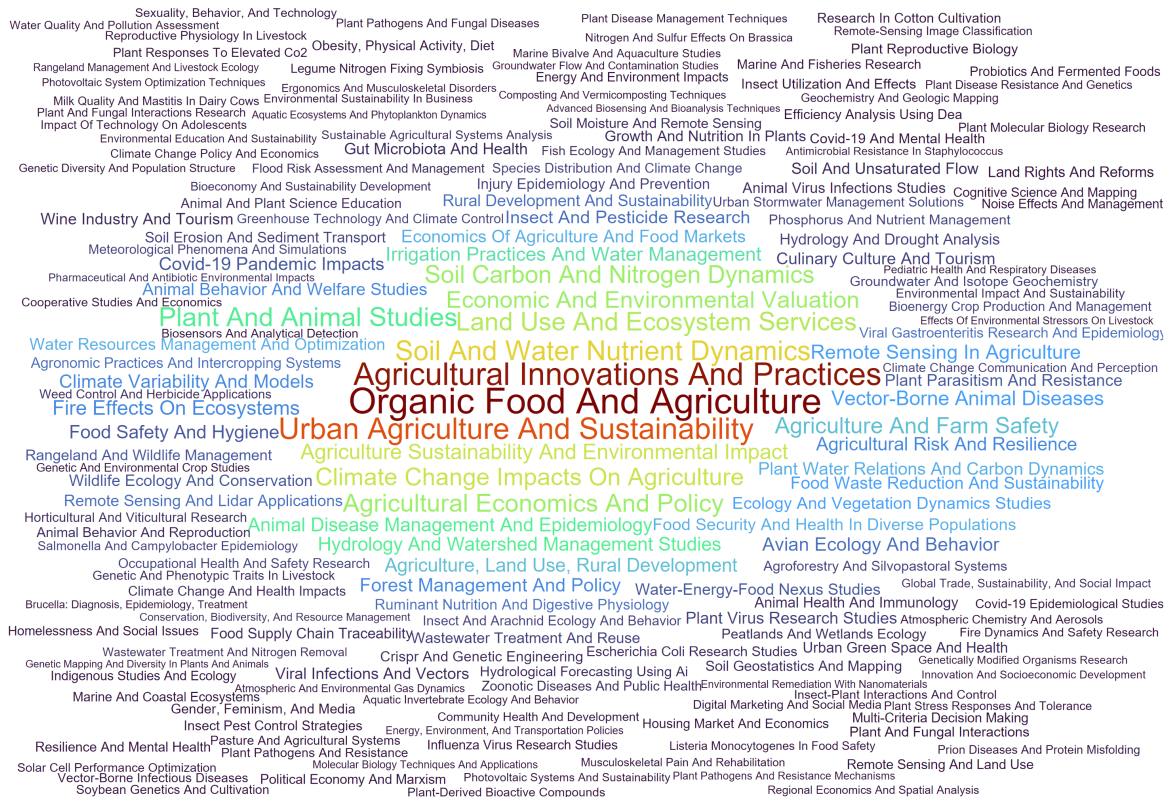 Sexuality, Behavior, And Technology
Water Quality And Pollution Assessment
Plant Pathogens And Fungal Diseases
Plant Disease Management Techniques
Research In Cotton Cultivation
Reproductive Physiology In Livestock
Nitrogen And Sulfur Effects On Brassica
Remote-Sensing Image Classification
Plant Responses To Elevated Co2
Obesity, Physical Activity, Diet
Marine Bivalve And Aquaculture Studies
Plant Reproductive Biology
Rangeland Management And Livestock Ecology
Legume Nitrogen Fixing Symbiosis
Groundwater Flow And Contamination Studies
Marine And Fisheries Research
Probiotics And Fermented Foods
Photovoltaic System Optimization Techniques
Ergonomics And Musculoskeletal Disorders
Energy And Environment Impacts
Insect Utilization And Effects
Plant Disease Resistance And Genetics
Milk Quality And Mastitis In Dairy Cows
Environmental Sustainability In Business
Composting And Vermicomposting Techniques
Geochemistry And Geologic Mapping
Plant And Fungal Interactions Research
Aquatic Ecosystems And Phytoplankton Dynamics
Advanced Biosensing And Bioanalysis Techniques
Efficiency Analysis Using Dea
Impact Of Technology On Adolescents
Soil Moisture And Remote Sensing
Plant Molecular Biology Research
Environmental Education And Sustainability
Sustainable Agricultural Systems Analysis
Growth And Nutrition In Plants
Covid-19 And Mental Health
Climate Change Policy And Economics
Gut Microbiota And Health
Fish Ecology And Management Studies
Antimicrobial Resistance In Staphylococcus
Genetic Diversity And Population Structure
Flood Risk Assessment And Management
Species Distribution And Climate Change
Soil And Unsaturated Flow
Land Rights And Reforms
Bioeconomy And Sustainability Development
Injury Epidemiology And Prevention
Animal Virus Infections Studies
Cognitive Science And Mapping
Animal And Plant Science Education
Rural Development And Sustainability
Urban Stormwater Management Solutions
Noise Effects And Management
Wine Industry And Tourism
Greenhouse Technology And Climate Control
Insect And Pesticide Research
Phosphorus And Nutrient Management
Soil Erosion And Sediment Transport
Economics Of Agriculture And Food Markets
Hydrology And Drought Analysis
Meteorological Phenomena And Simulations
Irrigation Practices And Water Management
Culinary Culture And Tourism
Covid-19 Pandemic Impacts
Soil Carbon And Nitrogen Dynamics
Pediatric Health And Respiratory Diseases
Pharmaceutical And Antibiotic Environmental Impacts
Groundwater And Isotope Geochemistry
Animal Behavior And Welfare Studies
Economic And Environmental Valuation
Environmental Impact And Sustainability
Cooperative Studies And Economics
Bioenergy Crop Production And Management
Plant And Animal Studies
Land Use And Ecosystem Services
Effects Of Environmental Stressors On Livestock
Biosensors And Analytical Detection
Viral Gastroenteritis Research And Epidemiology
Water Resources Management And Optimization
Soil And Water Nutrient Dynamics
Remote Sensing In Agriculture
Agronomic Practices And Intercropping Systems
Agricultural Innovations And Practices
Climate Change Communication And Perception
Climate Variability And Models
Plant Parasitism And Resistance
Weed Control And Herbicide Applications
Organic Food And Agriculture
Vector-Borne Animal Diseases
Fire Effects On Ecosystems
Food Safety And Hygiene
Urban Agriculture And Sustainability
Agriculture And Farm Safety
Rangeland And Wildlife Management
Agriculture Sustainability And Environmental Impact
Agricultural Risk And Resilience
Genetic And Environmental Crop Studies
Plant Water Relations And Carbon Dynamics
Wildlife Ecology And Conservation
Climate Change Impacts On Agriculture
Food Waste Reduction And Sustainability
Remote Sensing And Lidar Applications
Agricultural Economics And Policy
Ecology And Vegetation Dynamics Studies
Horticultural And Viticultural Research
Animal Disease Management And Epidemiology
Food Security And Health In Diverse Populations
Animal Behavior And Reproduction
Salmonella And Campylobacter Epidemiology
Hydrology And Watershed Management Studies
Avian Ecology And Behavior
Occupational Health And Safety Research
Agriculture, Land Use, Rural Development
Agroforestry And Silvopastoral Systems
Genetic And Phenotypic Traits In Livestock
Climate Change And Health Impacts
Forest Management And Policy
Water-Energy-Food Nexus Studies
Global Trade, Sustainability, And Social Impact
Brucella: Diagnosis, Epidemiology, Treatment
Ruminant Nutrition And Digestive Physiology
Animal Health And Immunology
Covid-19 Epidemiological Studies
Conservation, Biodiversity, And Resource Management
Insect And Arachnid Ecology And Behavior
Plant Virus Research Studies
Atmospheric Chemistry And Aerosols
Homelessness And Social Issues
Food Supply Chain Traceability
Wastewater Treatment And Reuse
Peatlands And Wetlands Ecology
Fire Dynamics And Safety Research
Wastewater Treatment And Nitrogen Removal
Crispr And Genetic Engineering
Escherichia Coli Research Studies
Urban Green Space And Health
Genetic Mapping And Diversity In Plants And Animals
Soil Geostatistics And Mapping
Genetically Modified Organisms Research
Indigenous Studies And Ecology
Viral Infections And Vectors
Hydrological Forecasting Using Ai
Innovation And Socioeconomic Development
Atmospheric And Environmental Gas Dynamics
Zoonotic Diseases And Public Health
Environmental Remediation With Nanomaterials
Marine And Coastal Ecosystems
Aquatic Invertebrate Ecology And Behavior
Insect-Plant Interactions And Control
Gender, Feminism, And Media
Digital Marketing And Social Media
Plant Stress Responses And Tolerance
Insect Pest Control Strategies
Community Health And Development
Housing Market And Economics
Multi-Criteria Decision Making
Energy, Environment, And Transportation Policies
Plant And Fungal Interactions
Resilience And Mental Health
Pasture And Agricultural Systems
Influenza Virus Research Studies
Listeria Monocytogenes In Food Safety
Prion Diseases And Protein Misfolding
Plant Pathogens And Resistance
Solar Cell Performance Optimization
Molecular Biology Techniques And Applications
Musculoskeletal Pain And Rehabilitation
Remote Sensing And Land Use
Vector-Borne Infectious Diseases
Political Economy And Marxism
Photovoltaic Systems And Sustainability
Plant Pathogens And Resistance Mechanisms
Soybean Genetics And Cultivation
Plant-Derived Bioactive Compounds
Regional Economics And Spatial Analysis